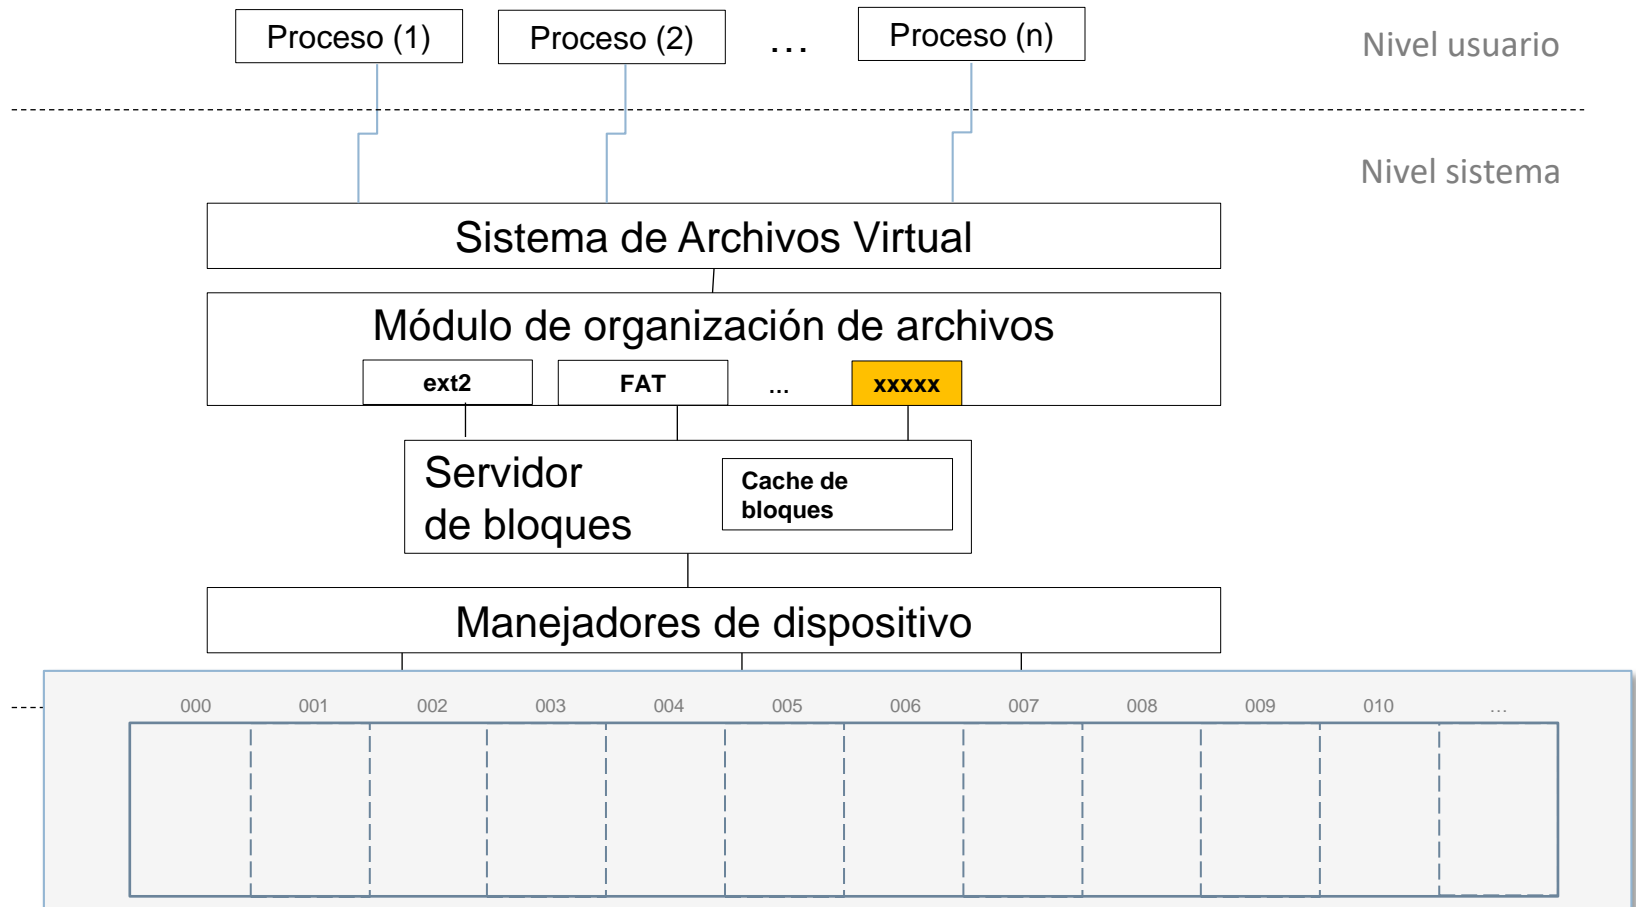 Proceso (1)
Proceso (2)
…
Proceso (n)
Nivel usuario
Nivel sistema
Sistema de Archivos Virtual
Módulo de organización de archivos
ext2
FAT
...
xxxxx
Servidor
de bloques
Cache de
bloques
Manejadores de dispositivo
000
001
002
003
004
005
006
007
008
009
010
…